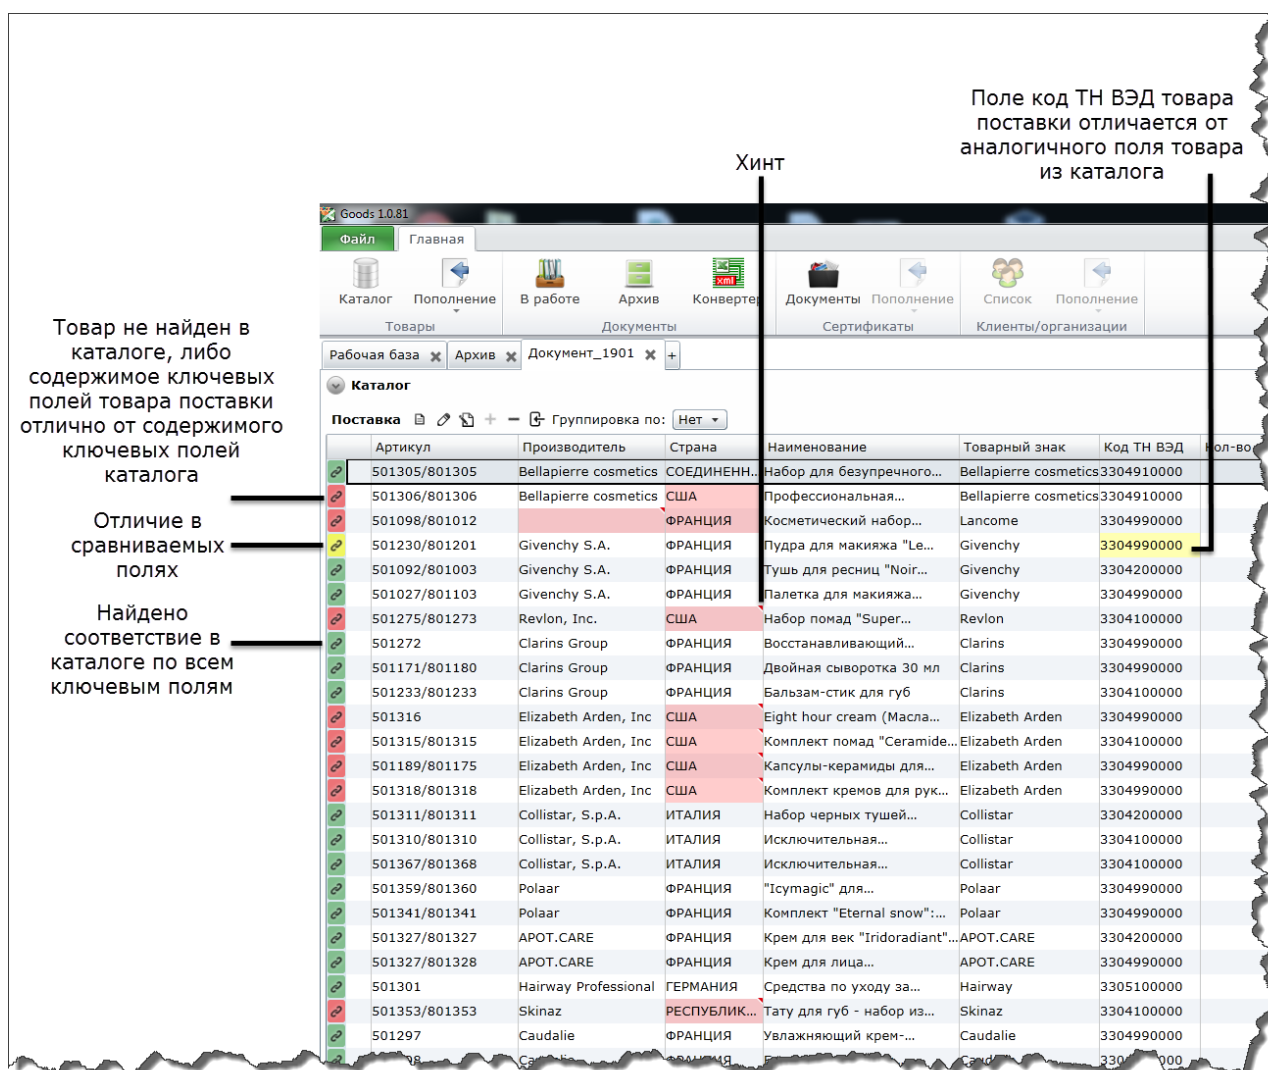 Поле код ТН ВЭД товара
поставки отличается от
аналогичного поля товара
из каталога
Хинт
Goods 1.0.81
Файл Главная
Каталог Пополнение В работе Архив Конвертер Документы Пополнение Список Пополнение
Товары Документы Сертификаты Клиенты/организации
Рабочая база Архив Документ_1901 +
Каталог
Поставка Группировка по: Нет
Товар не найден в
каталоге, либо
содержимое ключевых
полей товара поставки
отлично от содержимого
ключевых полей
каталога
Отличие в
сравниваемых
полях
Найдено
соответствие в
каталоге по всем
ключевым полям
Артикул Производитель Страна Наименование Товарный знак Код ТН ВЭД Кол-во
501305/801305 Bellapierre cosmetics СОЕДИНЕНН... Набор для безупречного... Bellapierre cosmetics 3304910000
501306/801306 Bellapierre cosmetics США Профессиональная... Bellapierre cosmetics 3304910000
501098/801012 ФРАНЦИЯ Косметический набор... Lancome 3304990000
501230/801201 Givenchy S.A. ФРАНЦИЯ Пудра для макияжа "Le... Givenchy 3304990000
501092/801003 Givenchy S.A. ФРАНЦИЯ Тушь для ресниц "Noir... Givenchy 3304200000
501027/801103 Givenchy S.A. ФРАНЦИЯ Палетка для макияжа... Givenchy 3304990000
501275/801273 Revlon, Inc. США Набор помад "Super... Revlon 3304100000
501272 Clarins Group ФРАНЦИЯ Восстанавливающий... Clarins 3304990000
501171/801180 Clarins Group ФРАНЦИЯ Двойная сыворотка 30 мл Clarins 3304990000
501233/801233 Clarins Group ФРАНЦИЯ Бальзам-стик для губ Clarins 3304100000
501316 Elizabeth Arden, Inc США Eight hour cream (Масла... Elizabeth Arden 3304990000
501315/801315 Elizabeth Arden, Inc США Комплект помад "Ceramide... Elizabeth Arden 3304100000
501189/801175 Elizabeth Arden, Inc США Капсулы-керамиды для... Elizabeth Arden 3304990000
501318/801318 Elizabeth Arden, Inc США Комплект кремов для рук... Elizabeth Arden 3304990000
501311/801311 Collistar, S.p.A. ИТАЛИЯ Набор черных тушей... Collistar 3304200000
501310/801310 Collistar, S.p.A. ИТАЛИЯ Исключительная... Collistar 3304100000
501367/801368 Collistar, S.p.A. ИТАЛИЯ Исключительная... Collistar 3304100000
501359/801360 Polaar ФРАНЦИЯ "Icymagic" для... Polaar 3304990000
501341/801341 Polaar ФРАНЦИЯ Комплект "Eternal snow":... Polaar 3304990000
501327/801327 APOT.CARE ФРАНЦИЯ Крем для век "Iridoradiant"... APOT.CARE 3304200000
501327/801328 APOT.CARE ФРАНЦИЯ Крем для лица... APOT.CARE 3304990000
501301 Hairway Professional ГЕРМАНИЯ Средства по уходу за... Hairway 3305100000
501353/801353 Skinaz РЕСПУБЛИК... Тату для губ - набор из... Skinaz 3304100000
501297 Caudalie ФРАНЦИЯ Увлажняющий крем-... Caudalie 3304990000